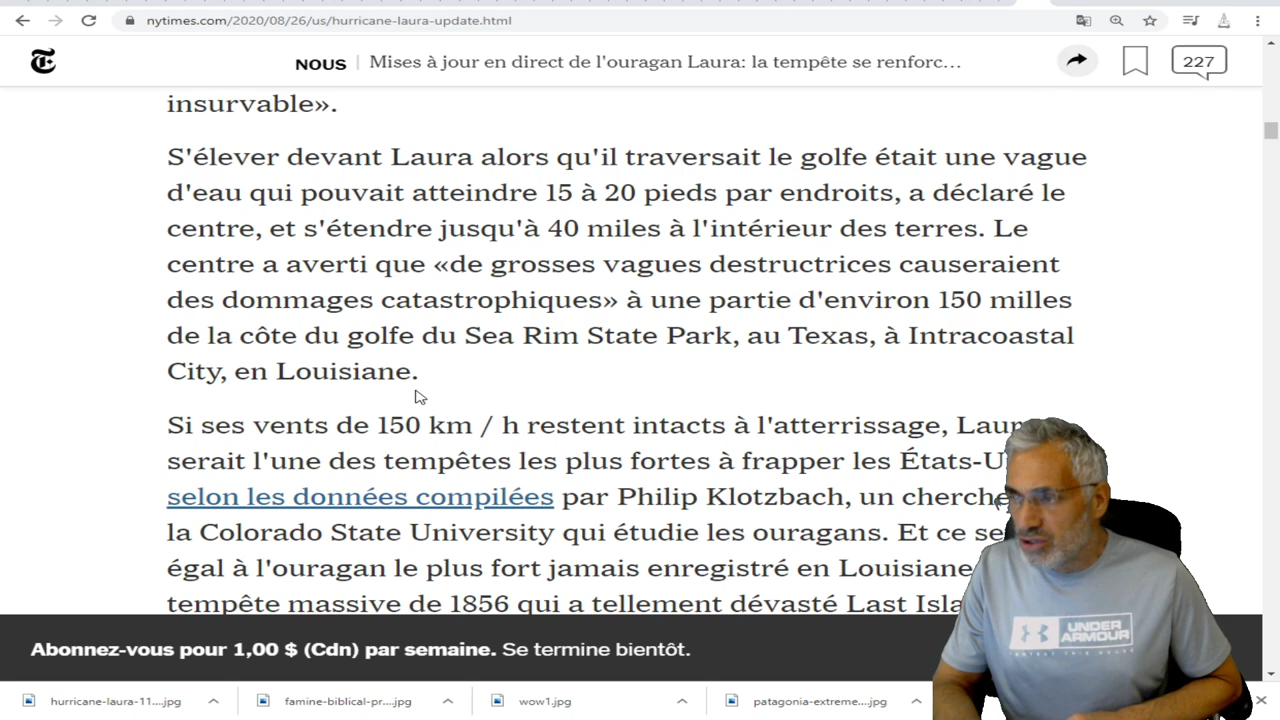 nytimes.com/2020/08/26/us/hurricane-laura-update.html
NOUS | Mises à jour en direct de l'ouragan Laura: la tempête se renforc…
227
insurvable».
S'élever devant Laura alors qu'il traversait le golfe était une vague
d'eau qui pouvait atteindre 15 à 20 pieds par endroits, a déclaré le
centre, et s'étendre jusqu'à 40 miles à l'intérieur des terres. Le
centre a averti que «de grosses vagues destructrices causeraient
des dommages catastrophiques» à une partie d'environ 150 milles
de la côte du golfe du Sea Rim State Park, au Texas, à Intracoastal
City, en Louisiane.
Si ses vents de 150 km / h restent intacts à l'atterrissage,
serait l'une des tempêtes les plus fortes à frapper les
selon les données compilées par Philip Klotzbach, un
la Colorado State University qui étudie les ouragans. Et ce
égal à l'ouragan le plus fort jamais enregistré en Louisiane
tempête massive de 1856 qui a tellement dévasté Last
UNDER
ARMOUR
Abonnez-vous pour 1,00 $ (Cdn) par semaine. Se termine bientôt.
hurricane-laura-11....jpg
famine-biblical-pr....jpg
wow1.jpg
patagonia-extreme....jpg